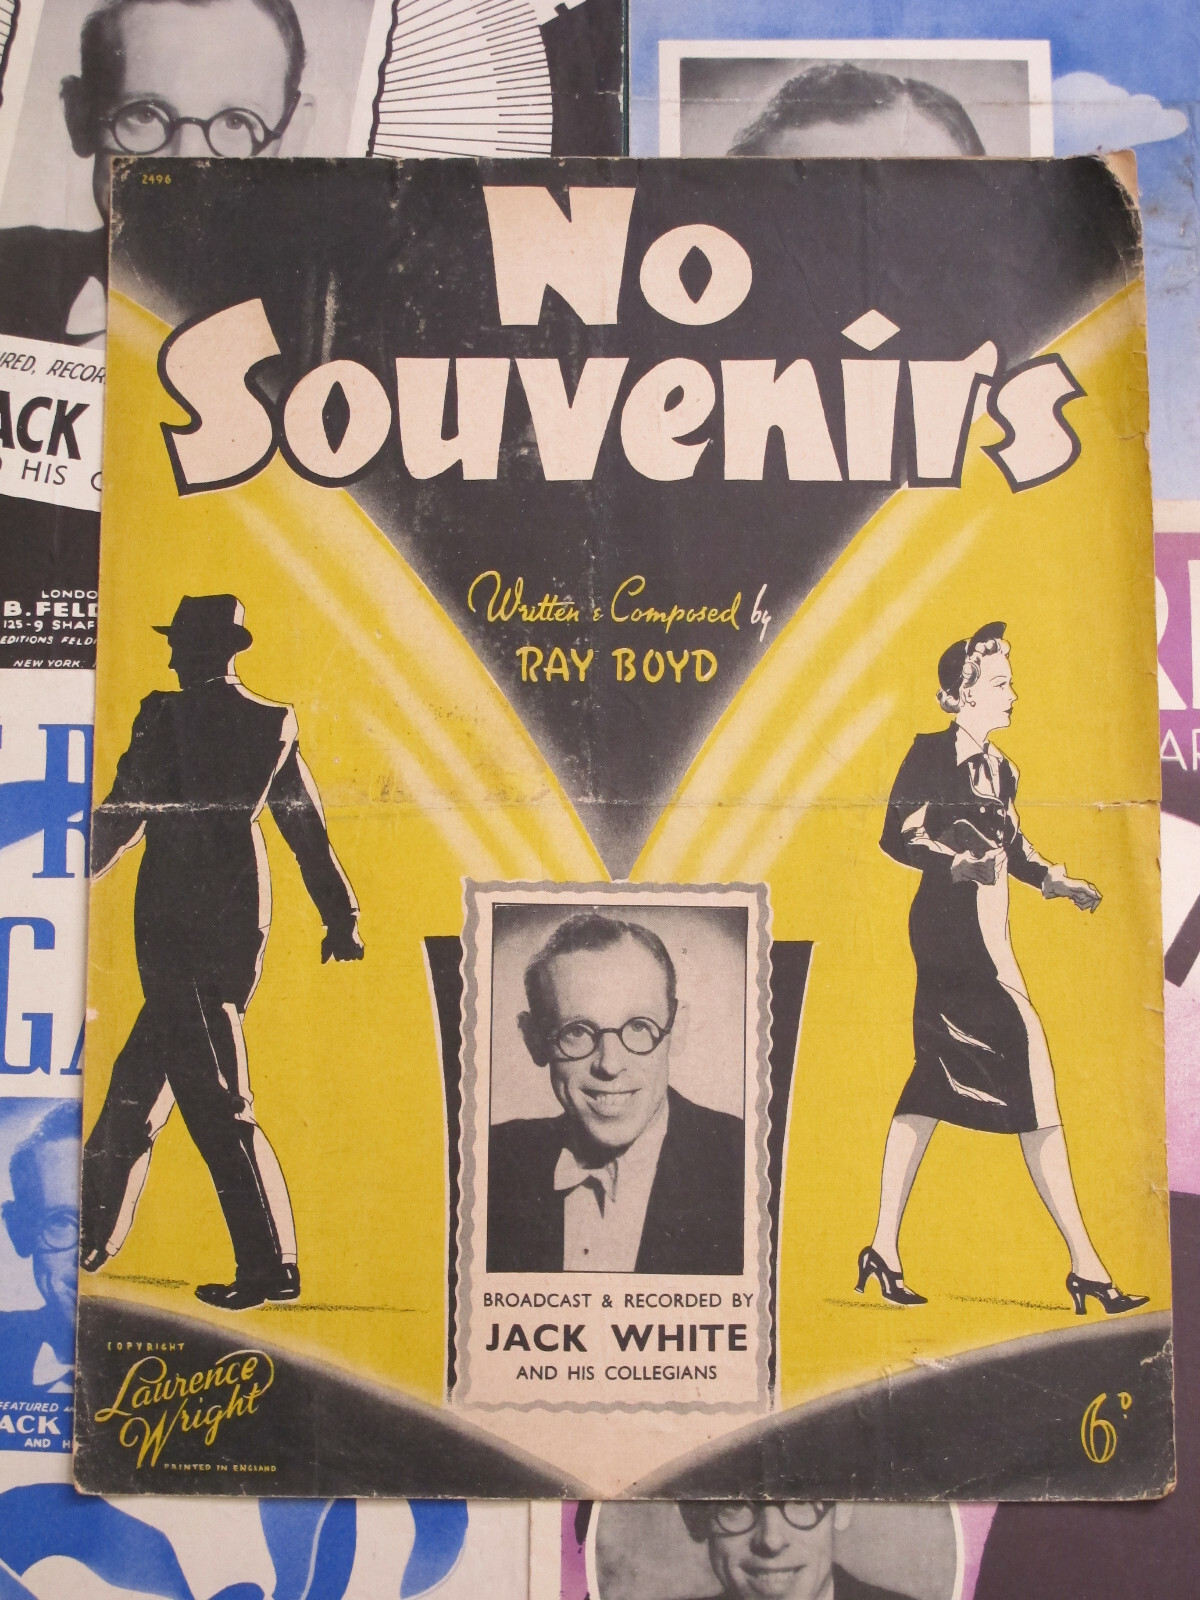 2496
No
Souvenirs
Written & Composed by
RAY BOYD
BROADCAST & RECORDED BY
JACK WHITE
AND HIS COLLEGIANS
COPYRIGHT
Laurence
Wright
PRINTED IN ENGLAND
6D
RED, RECOR
ACK
HIS C
LONDO
B. FELD
125-9 SHAF
EDITIONS FELD
NEW YORK.
R
GA
FEATURED
ACK
AND H
R
AR